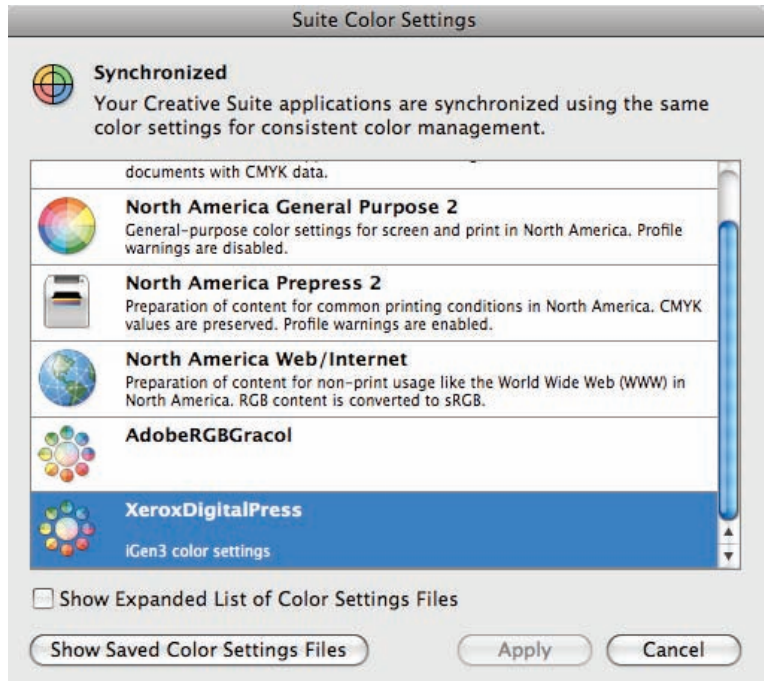 Suite Color Settings
Synchronized
Your Creative Suite applications are synchronized using the same
color settings for consistent color management.
documents with CMYK data.
North America General Purpose 2
General-purpose color settings for screen and print in North America. Profile
warnings are disabled.
North America Prepress 2
Preparation of content for common printing conditions in North America. CMYK
values are preserved. Profile warnings are enabled.
North America Web/Internet
Preparation of content for non-print usage like the World Wide Web (WWW) in
North America. RGB content is converted to sRGB.
AdobeRGBGracol
XeroxDigitalPress
iGen3 color settings
Show Expanded List of Color Settings Files
Show Saved Color Settings Files
Apply
Cancel